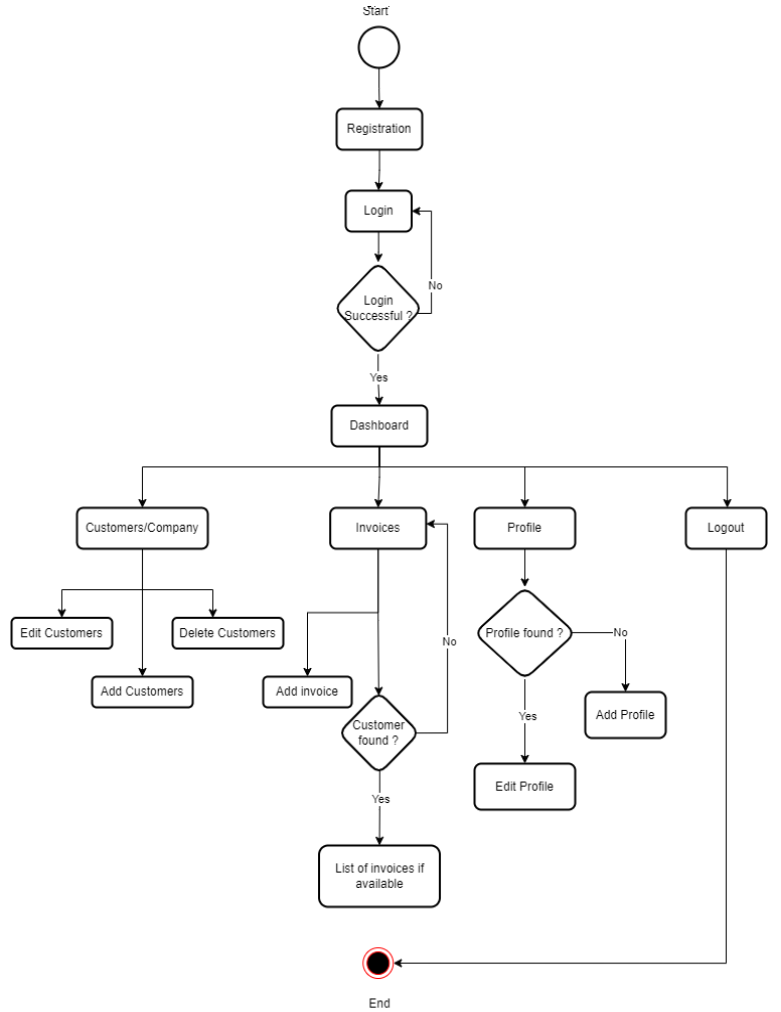 Start
Registration
Login
No
Login
Successful ?
Yes
Dashboard
Customers/Company
Invoices
Profile
Logout
Edit Customers
Delete Customers
Profile found ?
No
No
Add Customers
Add invoice
Customer
found ?
Add Profile
Yes
Edit Profile
Yes
List of invoices if
available
End